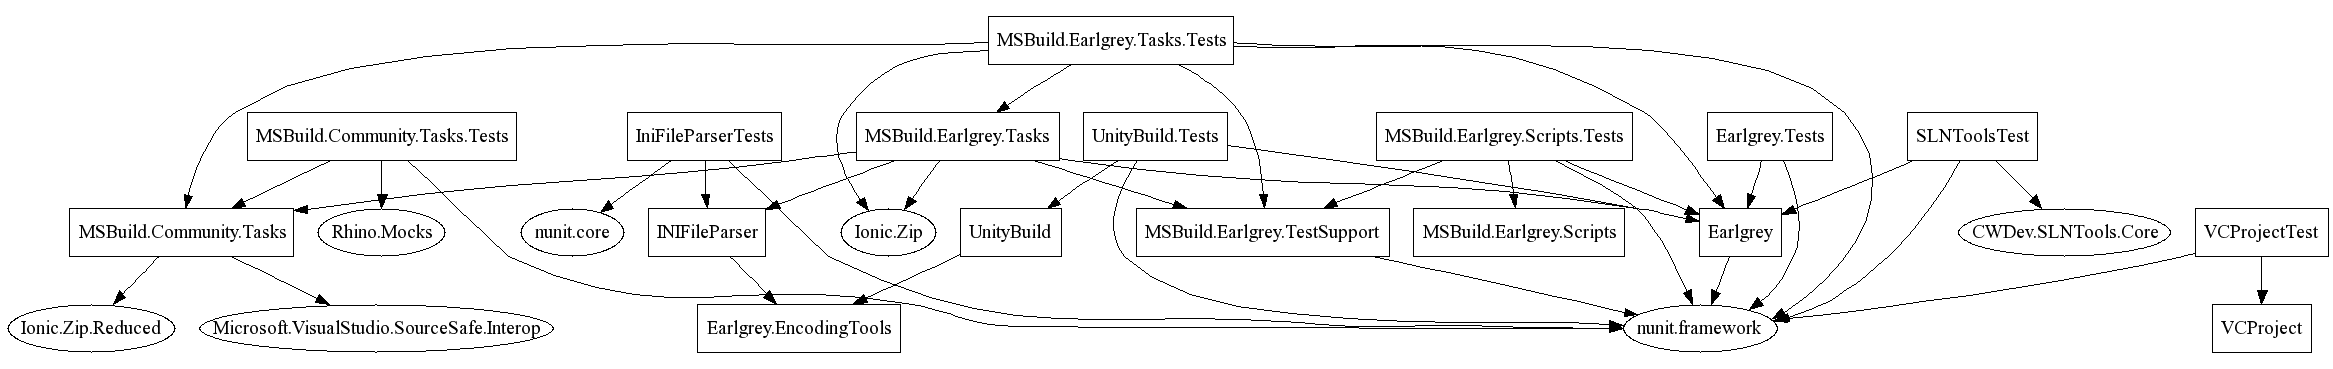 MSBuild.Earlgrey.Tasks.Tests
MSBuild.Community.Tasks.Tests
IniFileParserTests
MSBuild.Earlgrey.Tasks
UnityBuild.Tests
MSBuild.Earlgrey.Scripts.Tests
Earlgrey.Tests
SLNToolsTest
MSBuild.Community.Tasks
Rhino.Mocks
nunit.core
INIFileParser
Ionic.Zip
UnityBuild
MSBuild.Earlgrey.TestSupport
MSBuild.Earlgrey.Scripts
Earlgrey
CWDev.SLNTools.Core
VCProjectTest
Ionic.Zip.Reduced
Microsoft.VisualStudio.SourceSafe.Interop
Earlgrey.EncodingTools
nunit.framework
VCProject